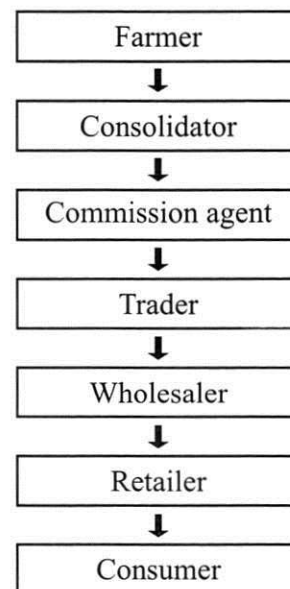 Farmer
Consolidator
Commission agent
Trader
Wholesaler
Retailer
Consumer